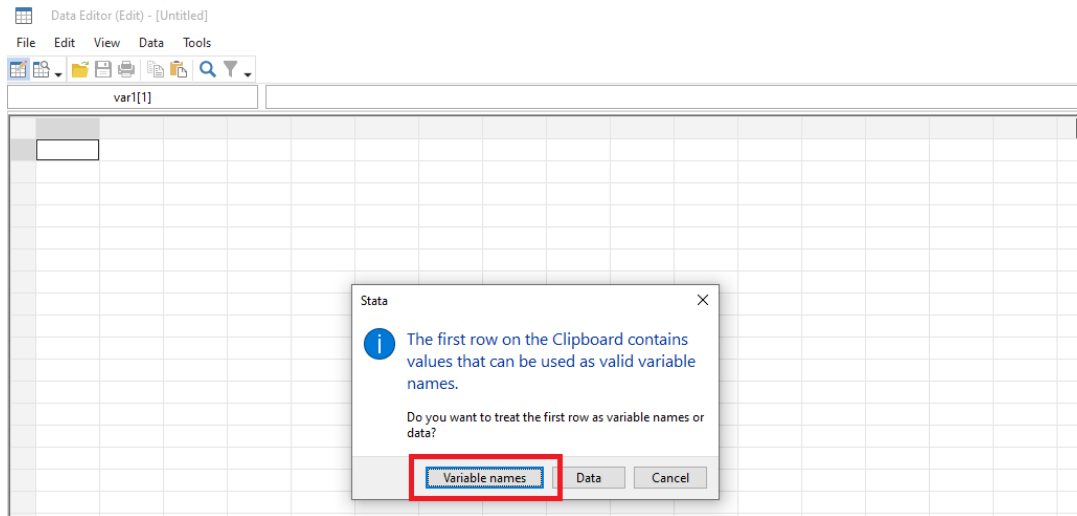 Data Editor (Edit) - [Untitled]
File Edit View Data Tools
var1[1]
Stata
The first row on the Clipboard contains
values that can be used as valid variable
names.
Do you want to treat the first row as variable names or
data?
Variable names Data Cancel